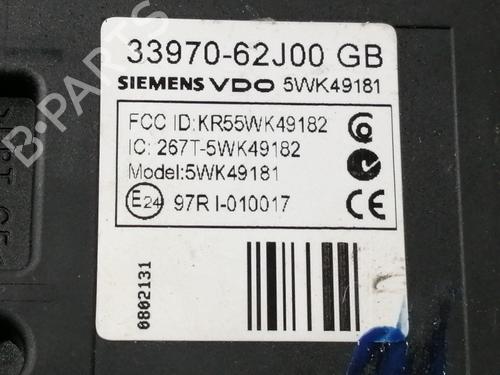 33970-62J00 GB
SIEMENS VDO 5WK49181
FCC ID:KR55WK49182
IC: 267T-5WK49182
Model:5WK49181
E24 97R I-010017
CE
0802131
B-PARTS